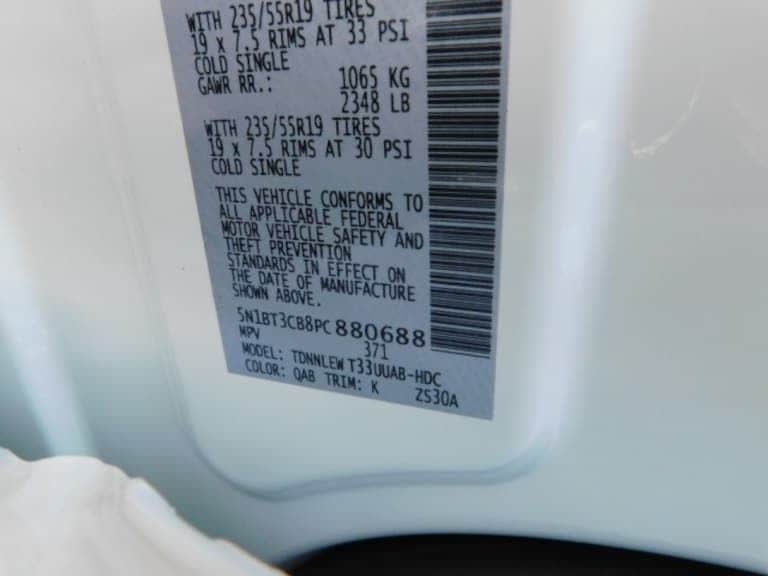 WITH 235/55R19 TIRES
19 x 7.5 RIMS AT 33 PSI
COLD SINGLE
GAWR RR.: 1065 KG
2348 LB
WITH 235/55R19 TIRES
19 x 7.5 RIMS AT 30 PSI
COLD SINGLE
THIS VEHICLE CONFORMS TO
ALL APPLICABLE FEDERAL
MOTOR VEHICLE SAFETY AND
THEFT PREVENTION
STANDARDS IN EFFECT ON
THE DATE OF MANUFACTURE
SHOWN ABOVE.
5N1BT3CB8PC880688
MPV 371
MODEL: TDNNLEW T33UUAB-HDC
COLOR: QAB TRIM: K ZS30A